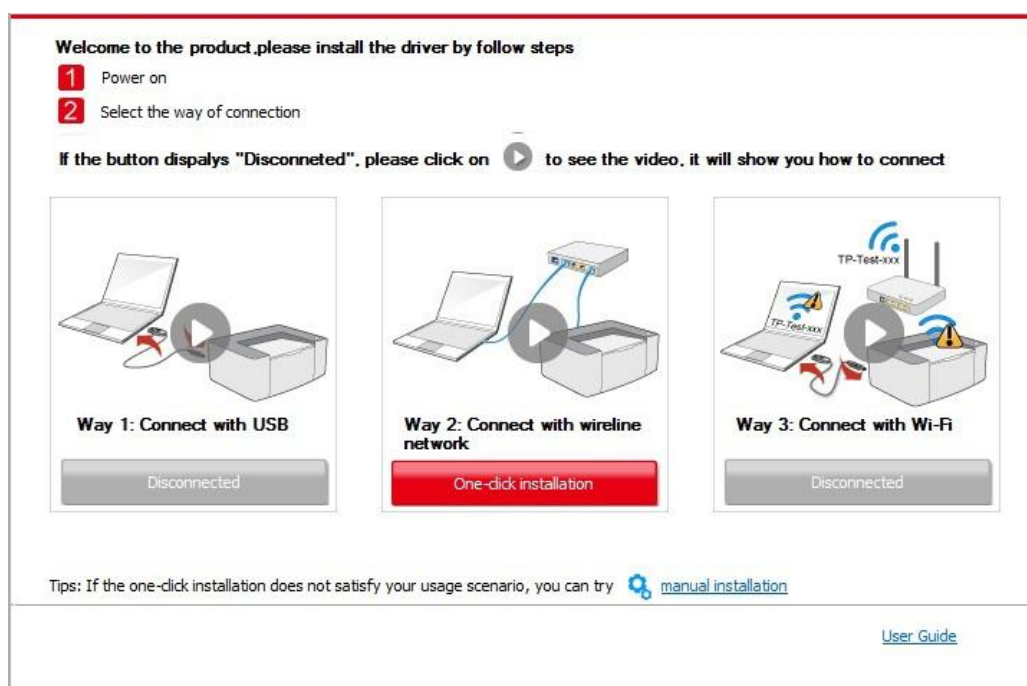 Welcome to the product,please install the driver by follow steps
1 Power on
2 Select the way of connection
If the button dispalys "Disconneted", please click on to see the video, it will show you how to connect
TP-Test-xxx
TP-Test-xxx
Way 1: Connect with USB
Way 2: Connect with wireline
network
Way 3: Connect with Wi-Fi
Disconnected
One-click installation
Disconnected
Tips: If the one-click installation does not satisfy your usage scenario, you can try manual installation
User Guide